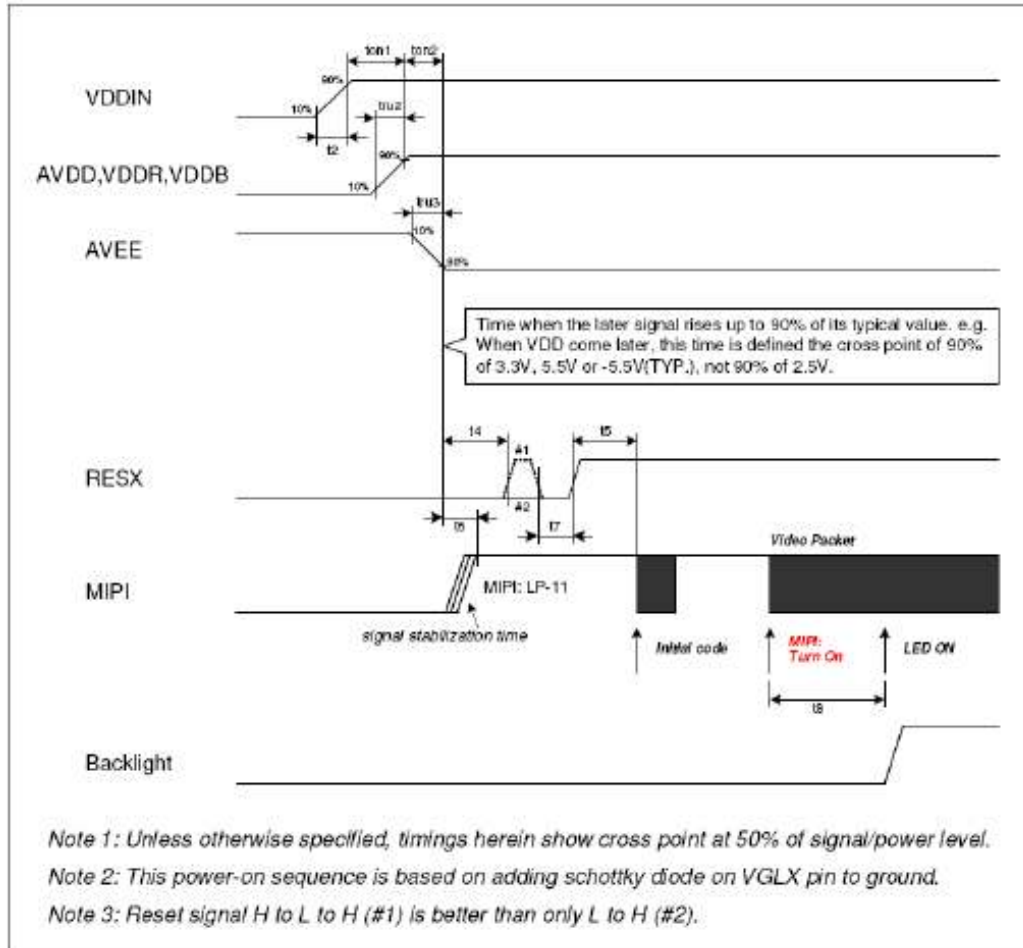 ton1 ton2
VDDIN
90%
10%
tru2
t2
AVDD,VDDR,VDDB
90%
10%
tru3
AVEE
10%
90%
Time when the later signal rises up to 90% of its typical value. e.g.
When VDD come later, this time is defined the cross point of 90%
of 3.3V, 5.5V or -5.5V(TYP.), not 90% of 2.5V.
t4
t5
#1
RESX
#2
t6
t7
Video Packet
MIPI
MIPI: LP-11
signal stabilization time
Initial code
MIPI:
Turn On
LED ON
Backlight
Note 1: Unless otherwise specified, timings herein show cross point at 50% of signal/power level.
Note 2: This power-on sequence is based on adding schottky diode on VGLX pin to ground.
Note 3: Reset signal H to L to H (#1) is better than only L to H (#2).